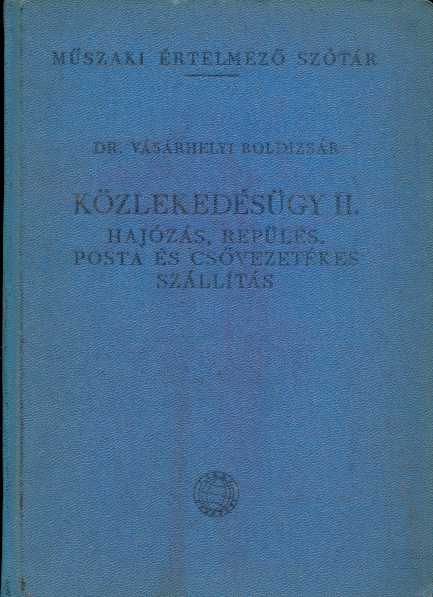 MŰSZAKI ÉRTELMEZŐ SZÓTÁR
DR. VÁSÁRHELYI BOLDIZSÁR
KÖZLEKEDÉSÜGY II.
HAJÓZÁS, REPÜLÉS,
POSTA ÉS CSŐVEZETÉKES
SZÁLLÍTÁS